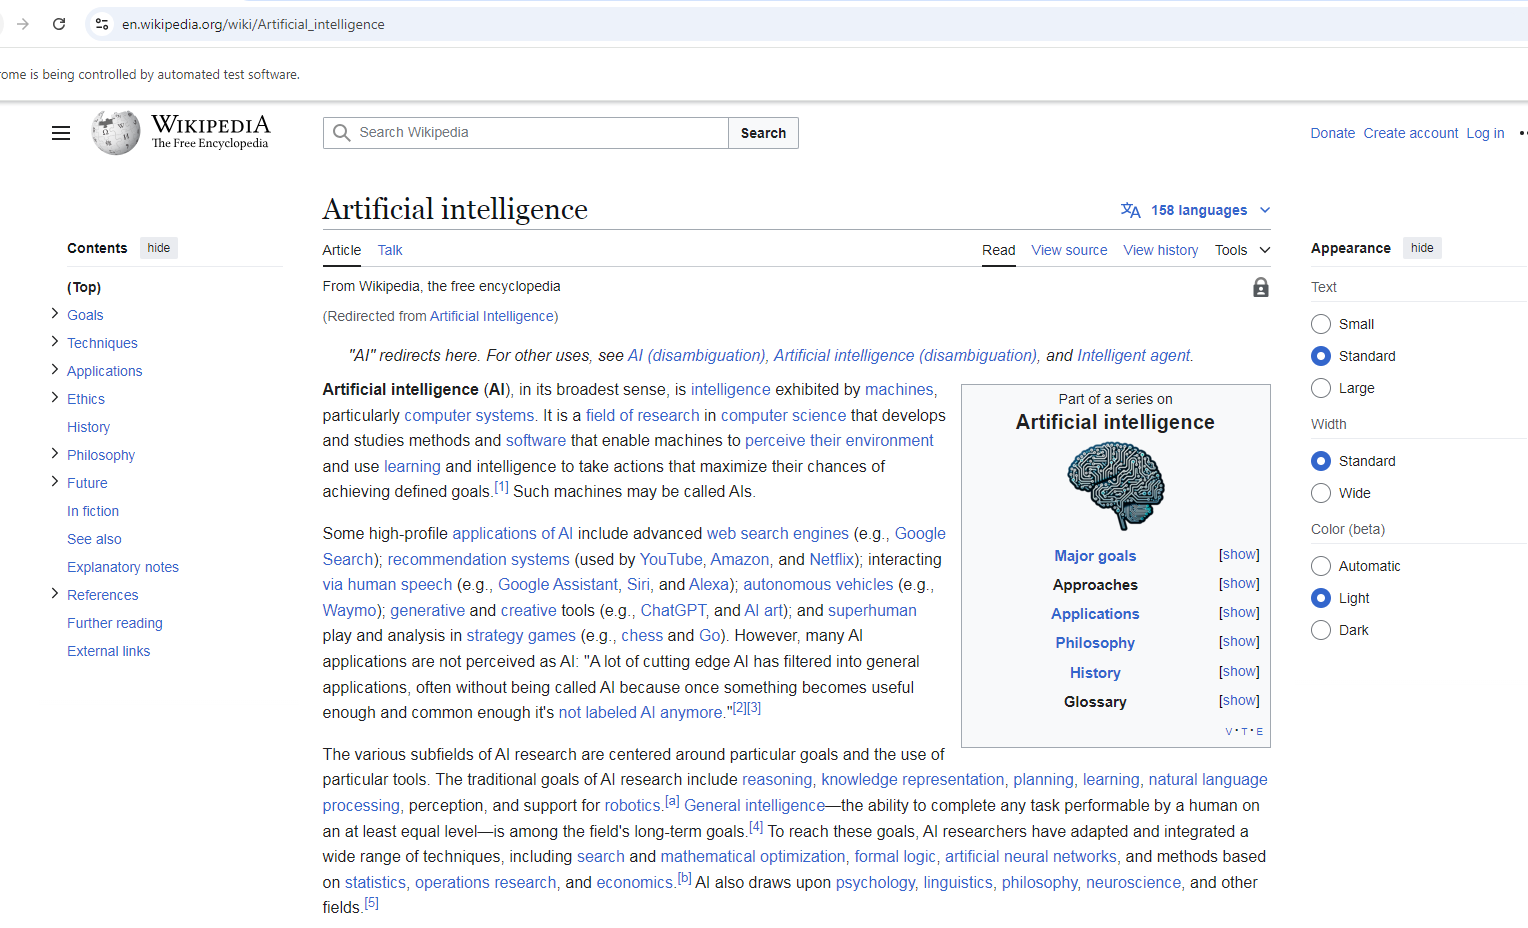 en.wikipedia.org/wiki/Artificial_intelligence
ome is being controlled by automated test software.
WIKIPEDIA
The Free Encyclopedia
Search Wikipedia
Search
Donate Create account Log in
Artificial intelligence
158 languages
Contents hide
Article Talk
Read View source View history Tools
Appearance hide
(Top)
Goals
Techniques
Applications
Ethics
History
Philosophy
Future
In fiction
See also
Explanatory notes
References
Further reading
External links
From Wikipedia, the free encyclopedia
(Redirected from Artificial Intelligence)
"AI" redirects here. For other uses, see AI (disambiguation), Artificial intelligence (disambiguation), and Intelligent agent.
Artificial intelligence (AI), in its broadest sense, is intelligence exhibited by machines,
particularly computer systems. It is a field of research in computer science that develops
and studies methods and software that enable machines to perceive their environment
and use learning and intelligence to take actions that maximize their chances of
achieving defined goals.[1] Such machines may be called AIs.
Some high-profile applications of AI include advanced web search engines (e.g., Google
Search); recommendation systems (used by YouTube, Amazon, and Netflix); interacting
via human speech (e.g., Google Assistant, Siri, and Alexa); autonomous vehicles (e.g.,
Waymo); generative and creative tools (e.g., ChatGPT, and AI art); and superhuman
play and analysis in strategy games (e.g., chess and Go). However, many AI
applications are not perceived as AI: "A lot of cutting edge AI has filtered into general
applications, often without being called AI because once something becomes useful
enough and common enough it's not labeled AI anymore."[2][3]
The various subfields of AI research are centered around particular goals and the use of
particular tools. The traditional goals of AI research include reasoning, knowledge representation, planning, learning, natural language
processing, perception, and support for robotics.[a] General intelligence—the ability to complete any task performable by a human on
an at least equal level—is among the field's long-term goals.[4] To reach these goals, AI researchers have adapted and integrated a
wide range of techniques, including search and mathematical optimization, formal logic, artificial neural networks, and methods based
on statistics, operations research, and economics.[b] AI also draws upon psychology, linguistics, philosophy, neuroscience, and other
fields.[5]
Part of a series on
Artificial intelligence
Major goals [show]
Approaches [show]
Applications [show]
Philosophy [show]
History [show]
Glossary [show]
V·T·E
Text
Small
Standard
Large
Width
Standard
Wide
Color (beta)
Automatic
Light
Dark